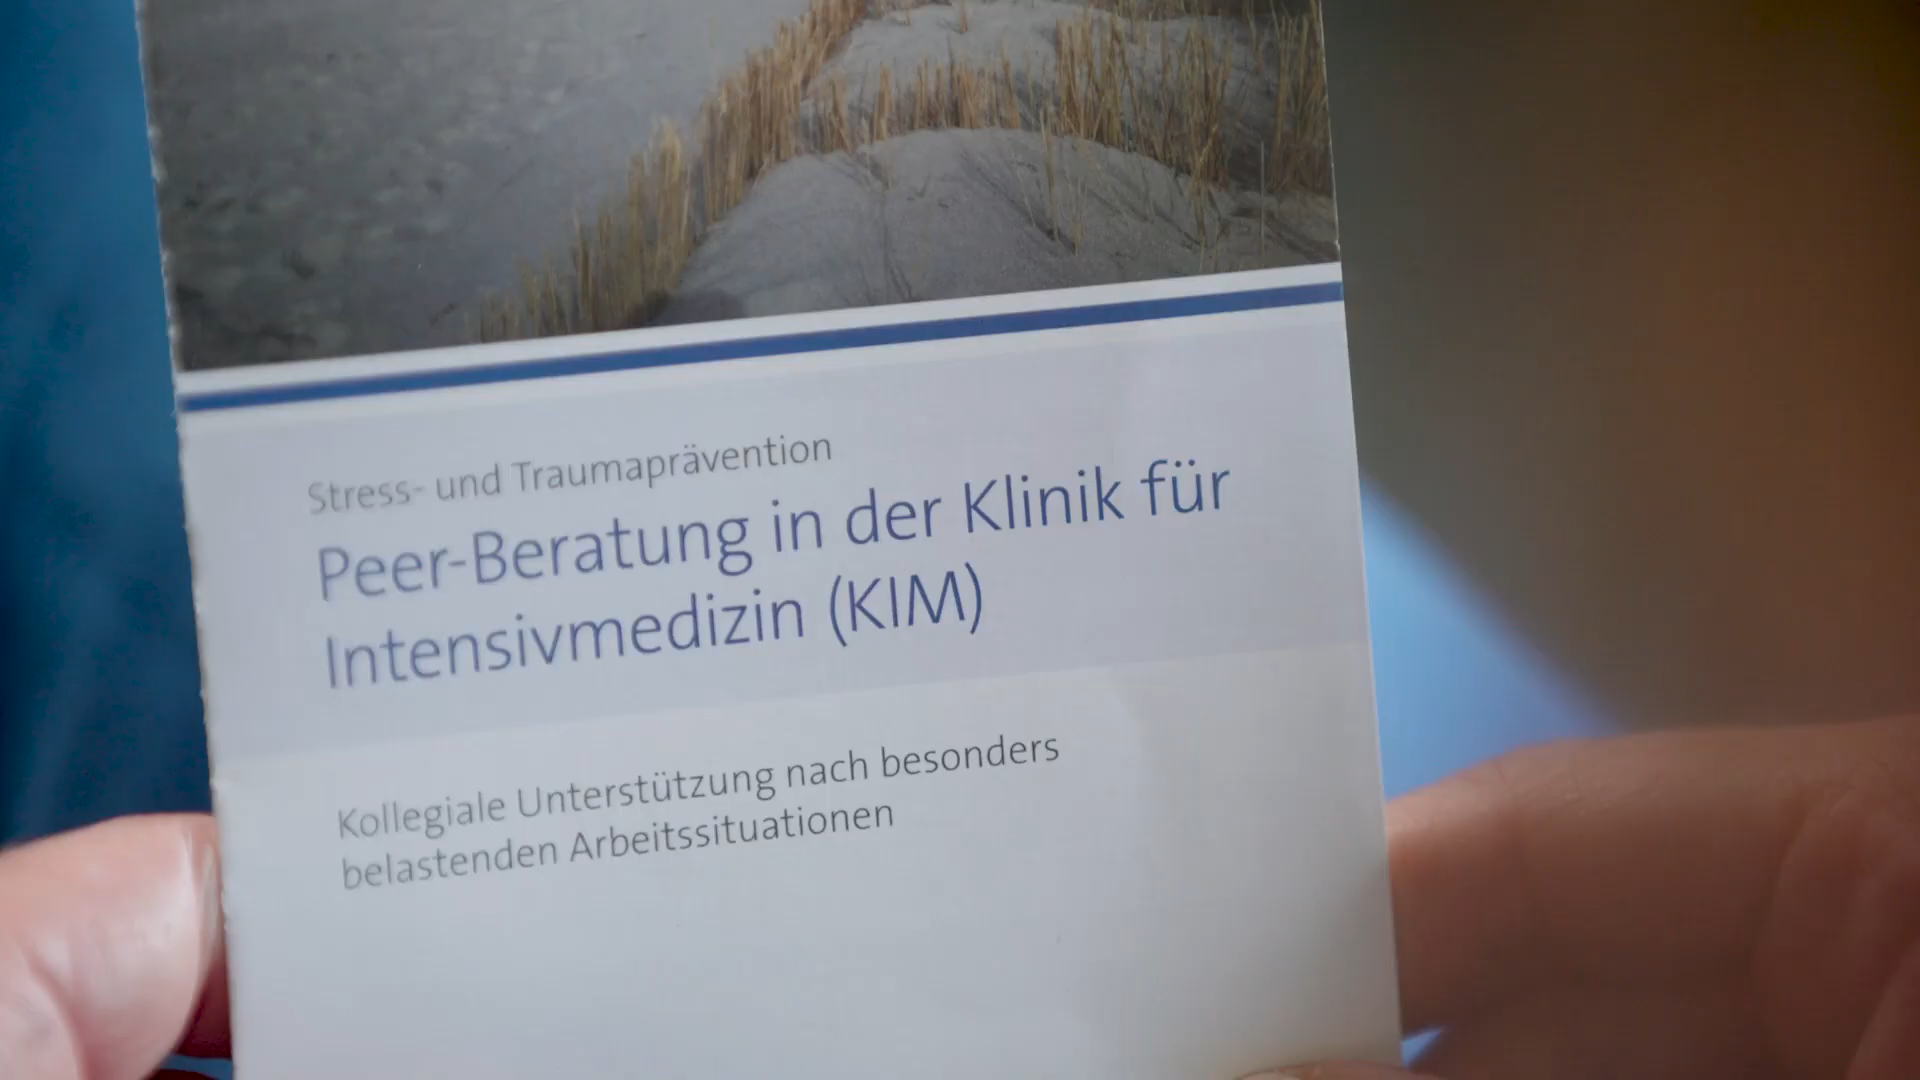 Stress- und Traumaprävention
Peer-Beratung in der Klinik für
Intensivmedizin (KIM)
Kollegiale Unterstützung nach besonders
belastenden Arbeitssituationen